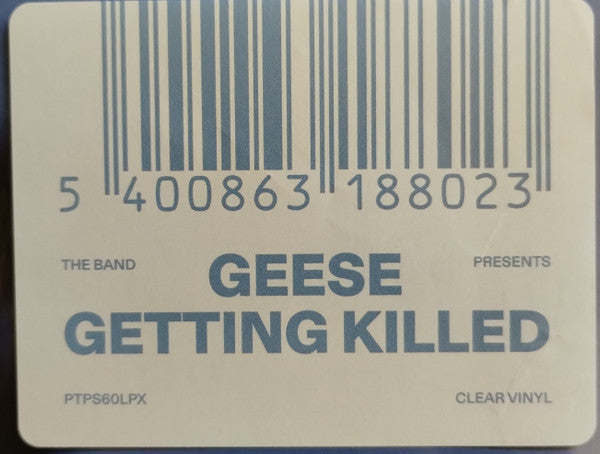 5 400863 188023
THE BAND GEESE PRESENTS
GETTING KILLED
PTPS60LPX CLEAR VINYL